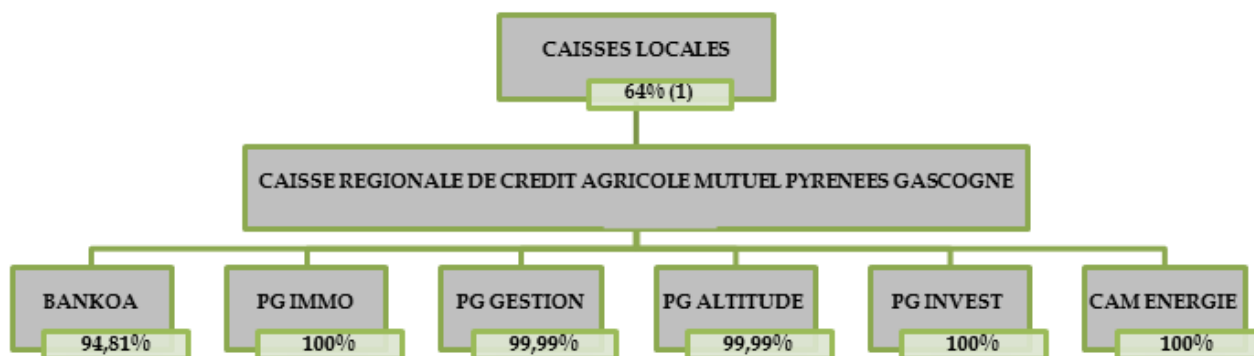 CAISSES LOCALES
64% (1)
CAISSE REGIONALE DE CREDIT AGRICOLE MUTUEL PYRENEES GASCOGNE
BANKOA
94,81%
PG IMMO
100%
PG GESTION
99,99%
PG ALTITUDE
99,99%
PG INVEST
100%
CAM ENERGIE
100%